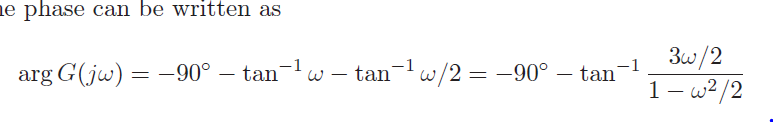 ne phase can be written as
arg G(jω) = −90° − tan⁻¹ ω − tan⁻¹ ω/2 = −90° − tan⁻¹ (3ω/2)/(1 − ω²/2)